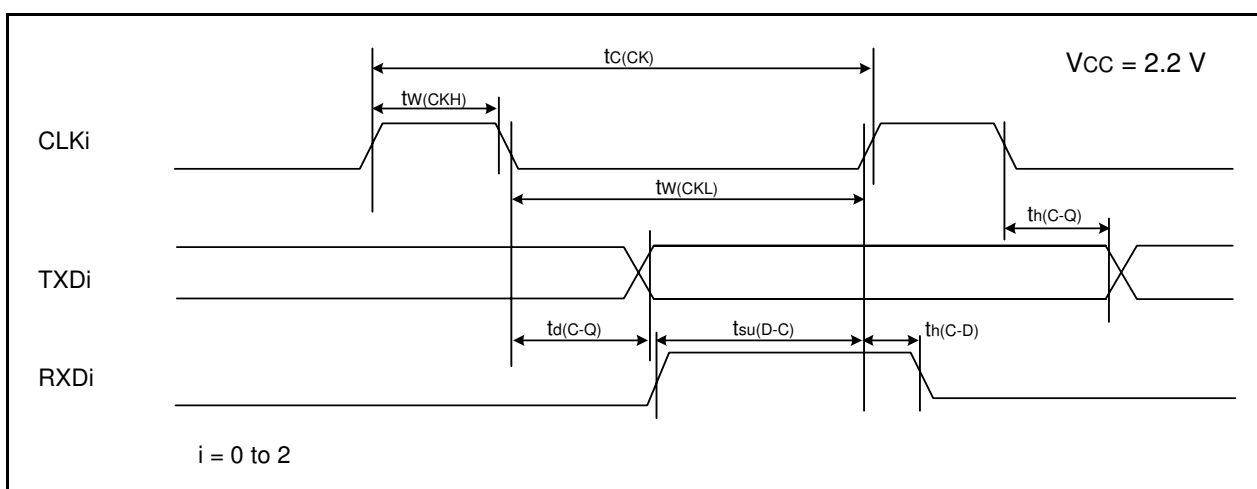 tC(CK)
VCC = 2.2 V
tW(CKH)
CLKi
tW(CKL)
th(C-Q)
TXDi
td(C-Q)
tsu(D-C)
th(C-D)
RXDi
i = 0 to 2